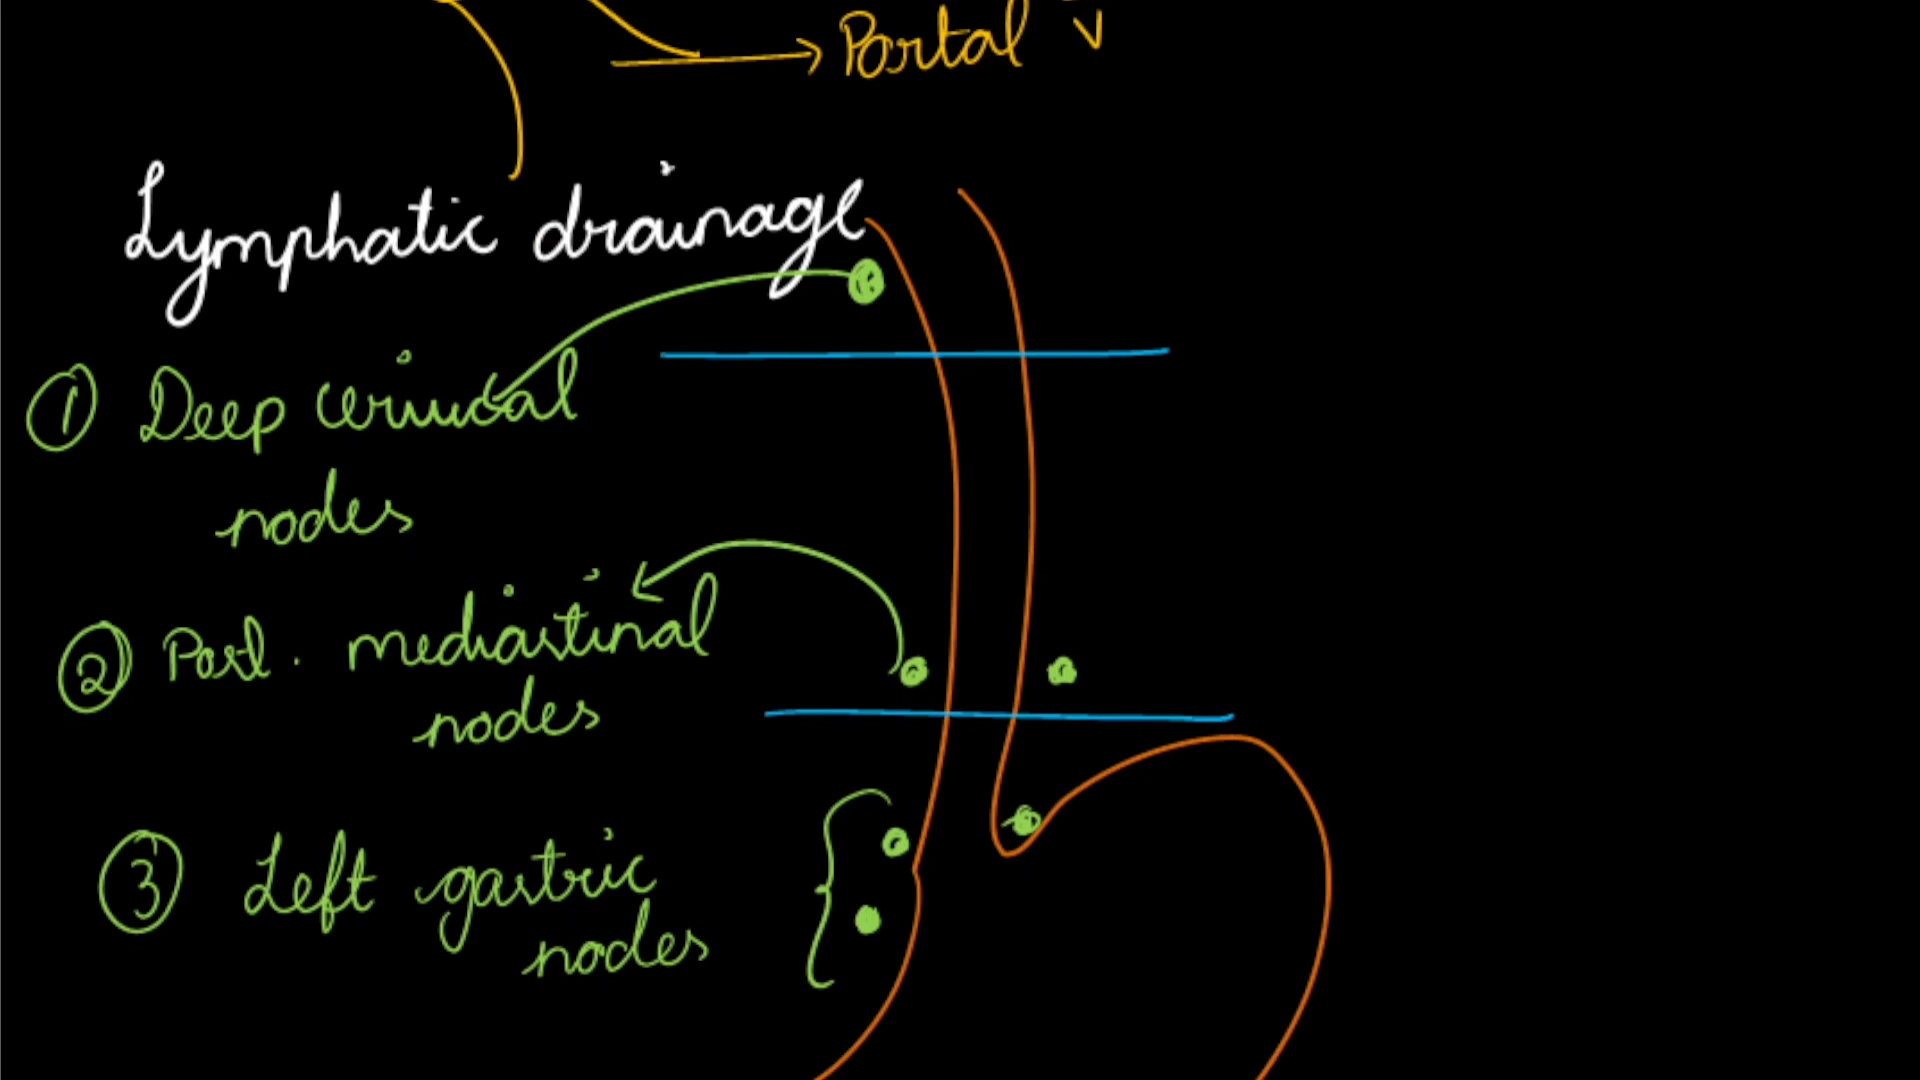 Portal v
Lymphatic drainage
① Deep cervical
nodes
② Post. mediastinal
nodes
③ Left gastric
nodes